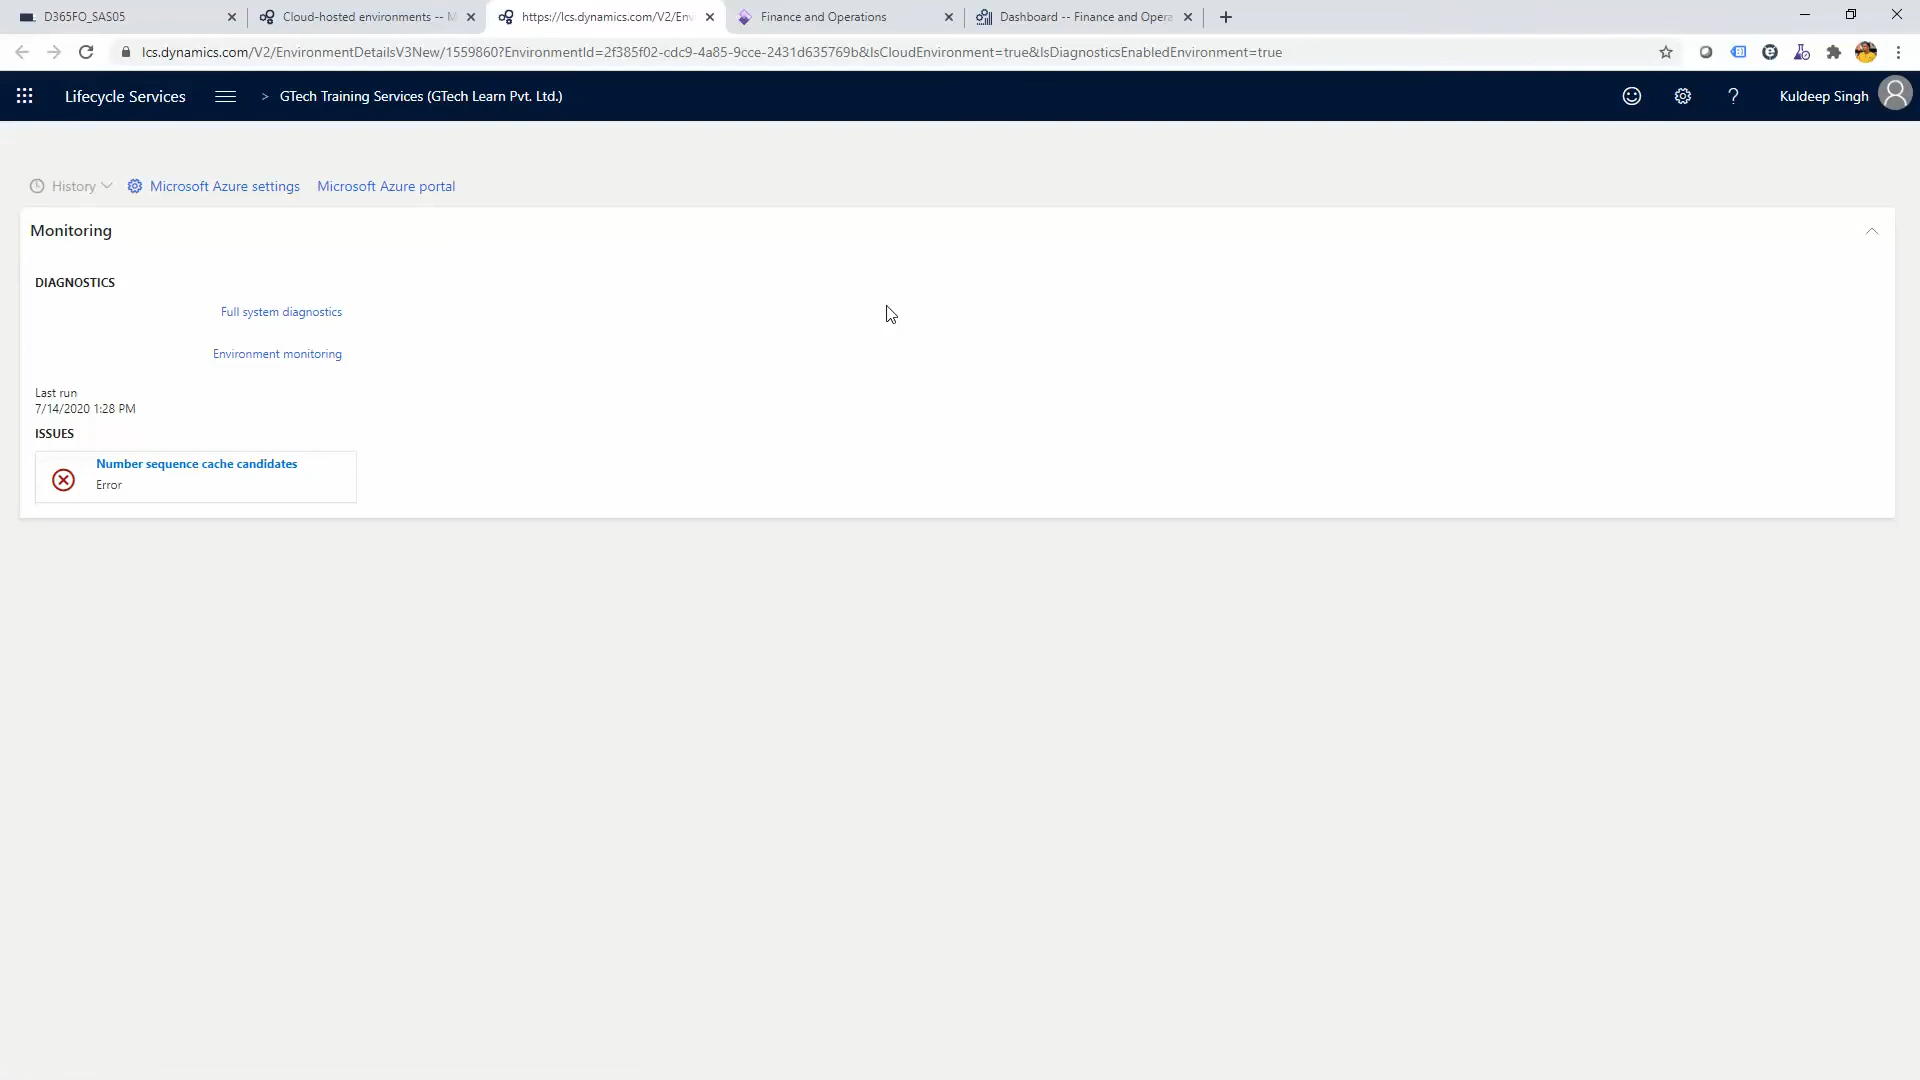 D365FO_SAS05
Cloud-hosted environments -- M
https://lcs.dynamics.com/V2/Env
Finance and Operations
Dashboard -- Finance and Opera
lcs.dynamics.com/V2/EnvironmentDetailsV3New/1559860?EnvironmentId=2f385f02-cdc9-4a85-9cce-2431d635769b&IsCloudEnvironment=true&IsDiagnosticsEnabledEnvironment=true
Lifecycle Services > GTech Training Services (GTech Learn Pvt. Ltd.) ? Kuldeep Singh
History Microsoft Azure settings Microsoft Azure portal
Monitoring
DIAGNOSTICS
Full system diagnostics
Environment monitoring
Last run
7/14/2020 1:28 PM
ISSUES
Number sequence cache candidates
Error